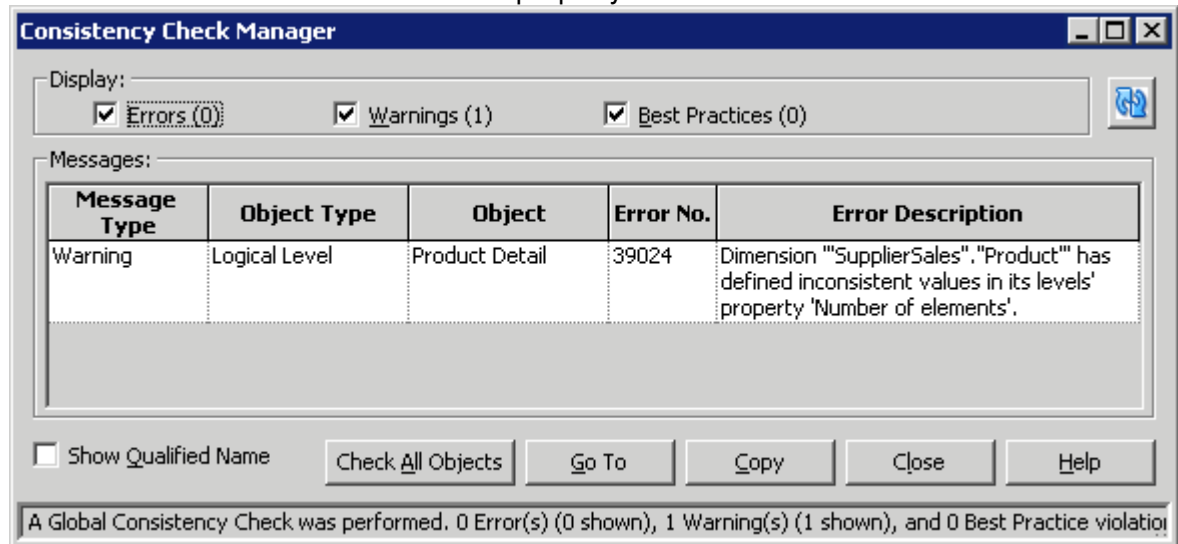 Consistency Check Manager
Display:
Errors (0) Warnings (1) Best Practices (0)
Messages:
Message Type Object Type Object Error No. Error Description
Warning Logical Level Product Detail 39024 Dimension '"SupplierSales"."Product"' has
defined inconsistent values in its levels'
property 'Number of elements'.
Show Qualified Name Check All Objects Go To Copy Close Help
A Global Consistency Check was performed. 0 Error(s) (0 shown), 1 Warning(s) (1 shown), and 0 Best Practice